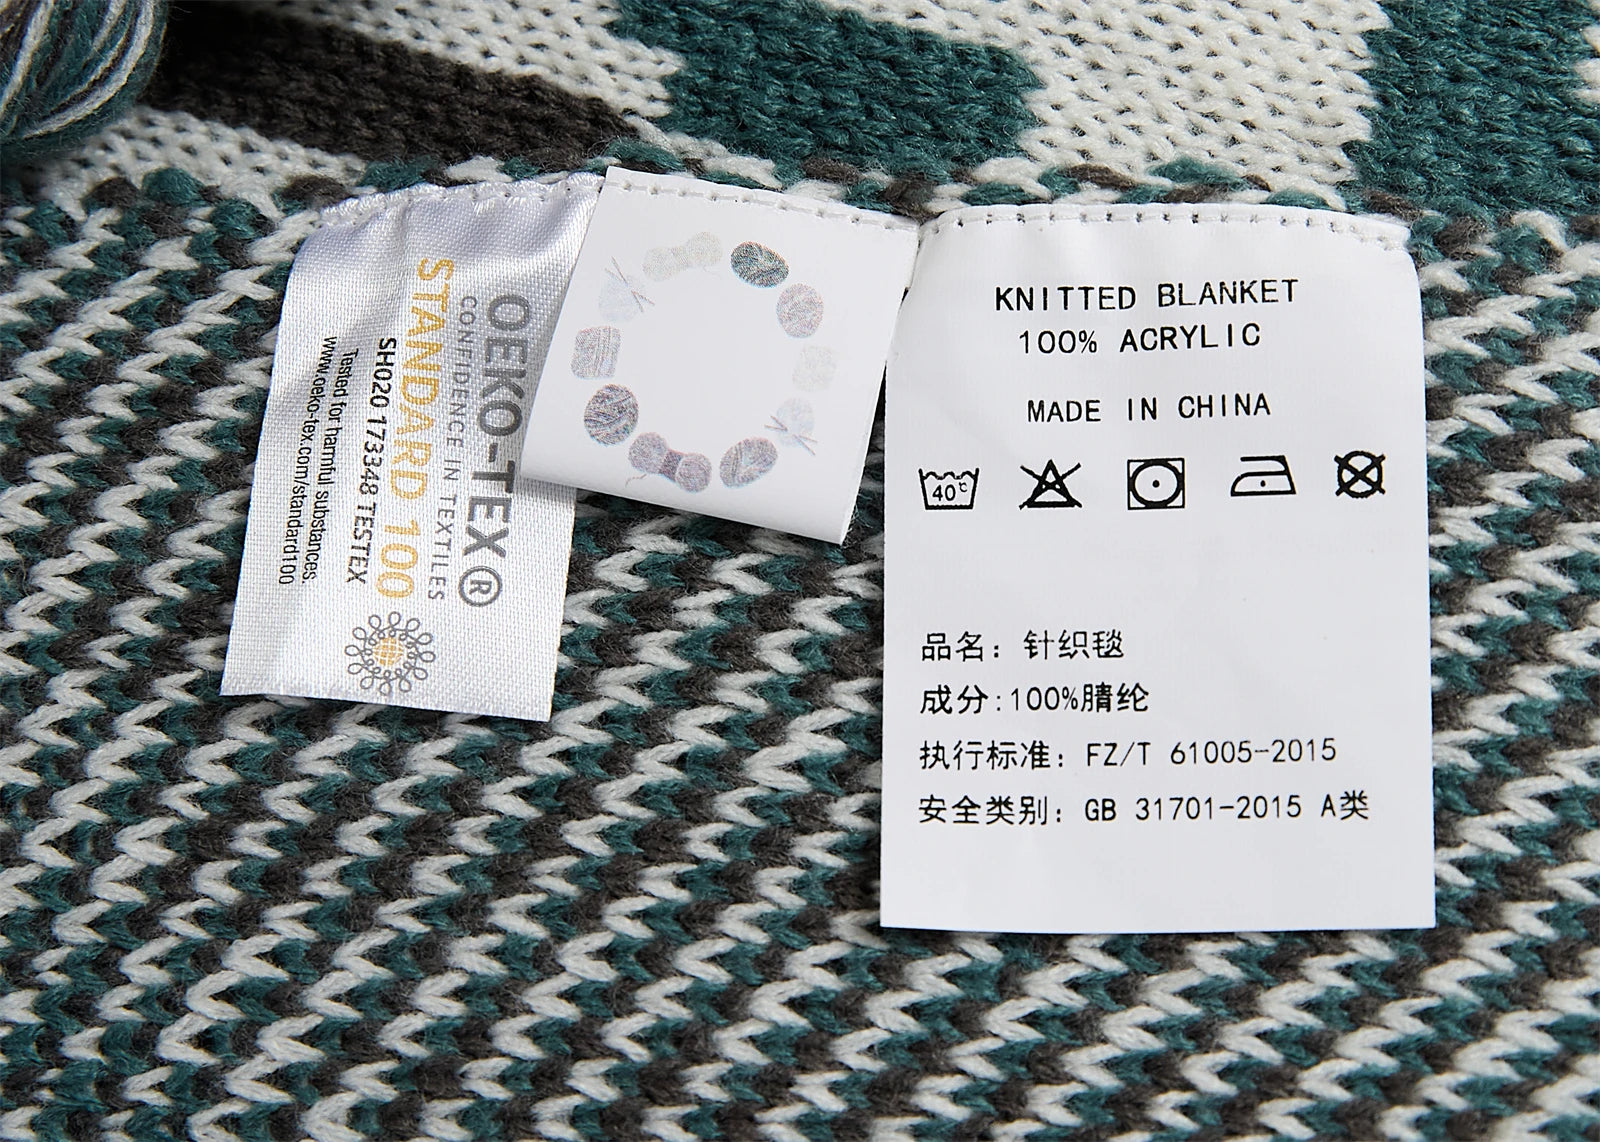 OEKO-TEX®
CONFIDENCE IN TEXTILES
STANDARD 100
SH020 173348 TESTEX
Tested for harmful substances.
www.oeko-tex.com/standard100
KNITTED BLANKET
100% ACRYLIC
MADE IN CHINA
40℃
品名：针织毯
成分:100%腈纶
执行标准：FZ/T 61005-2015
安全类别：GB 31701-2015 A类